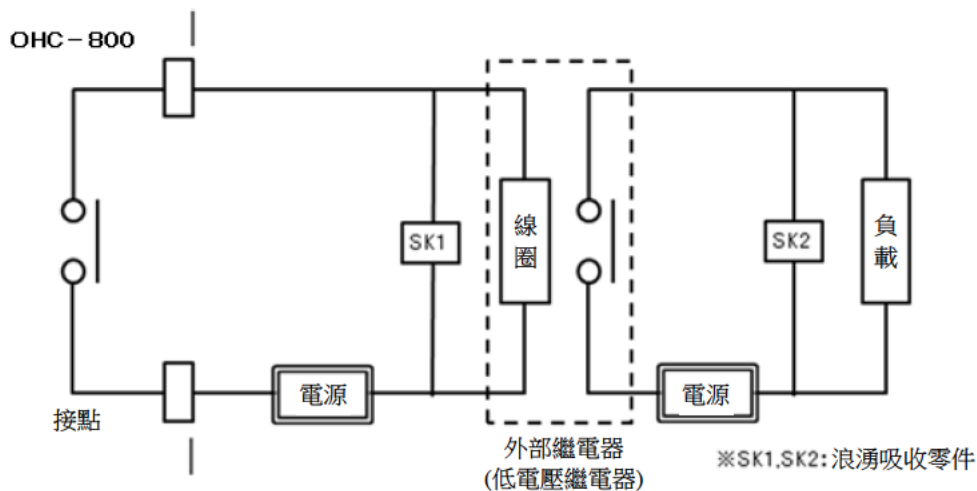 OHC-800
SK1
線圈
SK2
負載
電源
電源
接點
外部繼電器
(低電壓繼電器)
※SK1,SK2:浪湧吸收零件